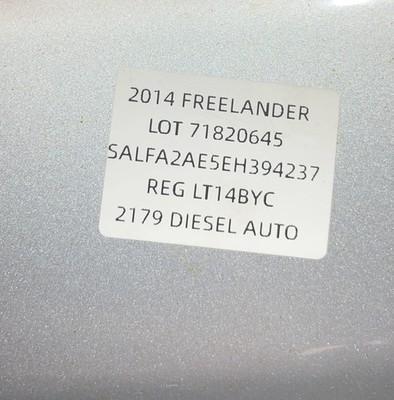 2014 FREELANDER
LOT 71820645
SALFA2AE5EH394237
REG LT14BYC
2179 DIESEL AUTO